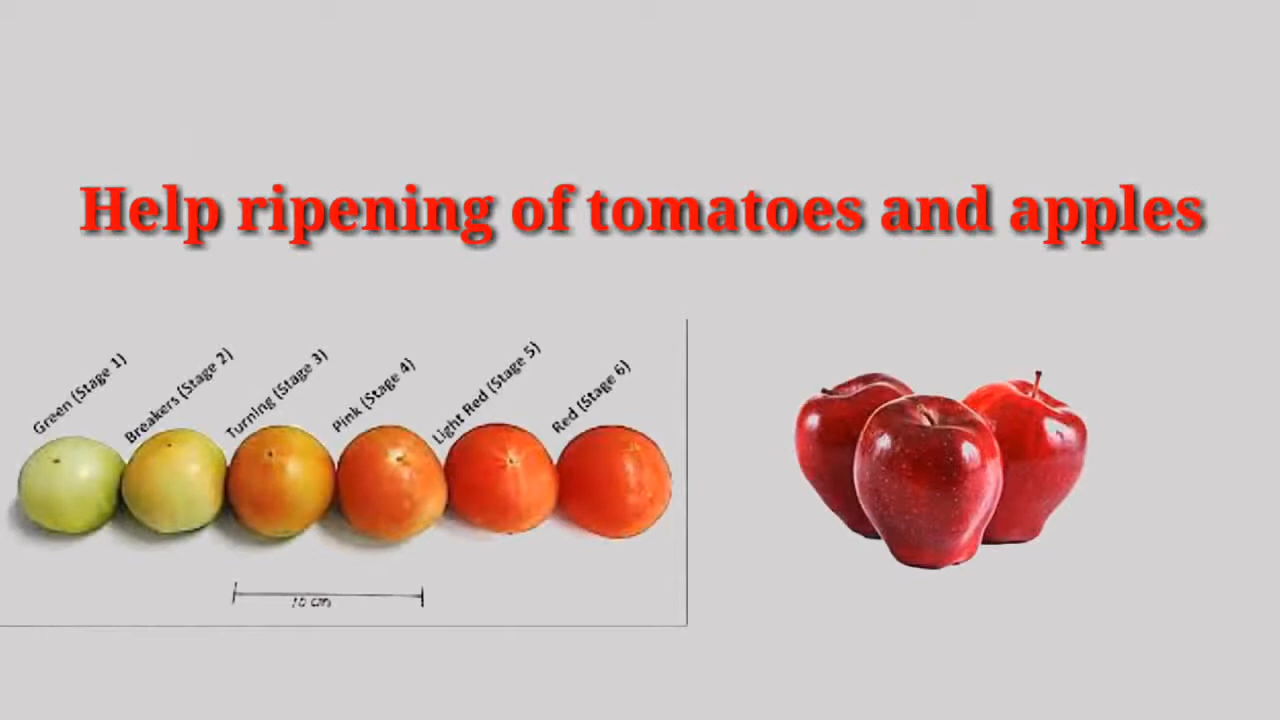 Help ripening of tomatoes and apples
Green (Stage 1)
Breakers (Stage 2)
Turning (Stage 3)
Pink (Stage 4)
Light Red (Stage 5)
Red (Stage 6)
10 cm